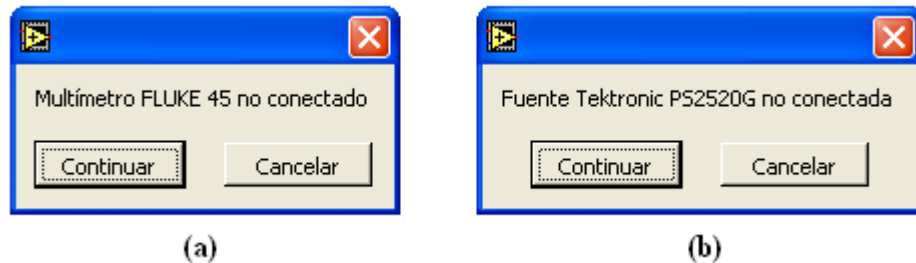 Multímetro FLUKE 45 no conectado
Continuar Cancelar
(a)
Fuente Tektronic PS2520G no conectada
Continuar Cancelar
(b)